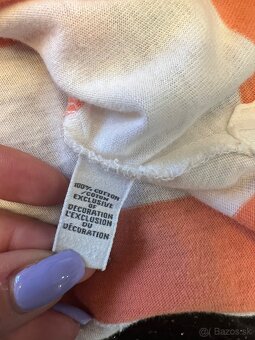 100% COTTON
/COTON
EXCLUSIVE
OF
DECORATION
L'EXCLUSION
DU
DÉCORATION
Bazos.sk